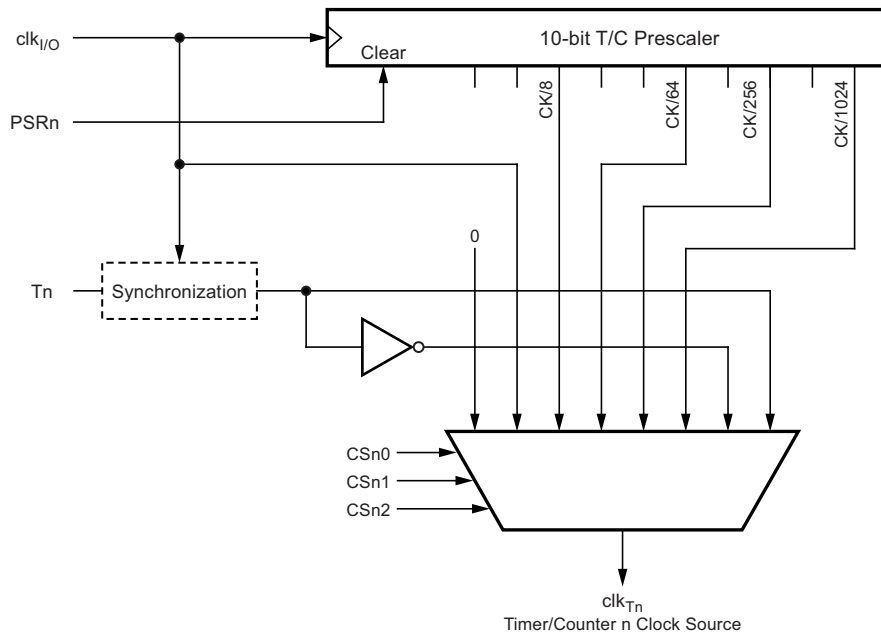 clkI/O
10-bit T/C Prescaler
Clear
PSRn
CK/8
CK/64
CK/256
CK/1024
0
Tn
Synchronization
CSn0
CSn1
CSn2
clkTn
Timer/Counter n Clock Source